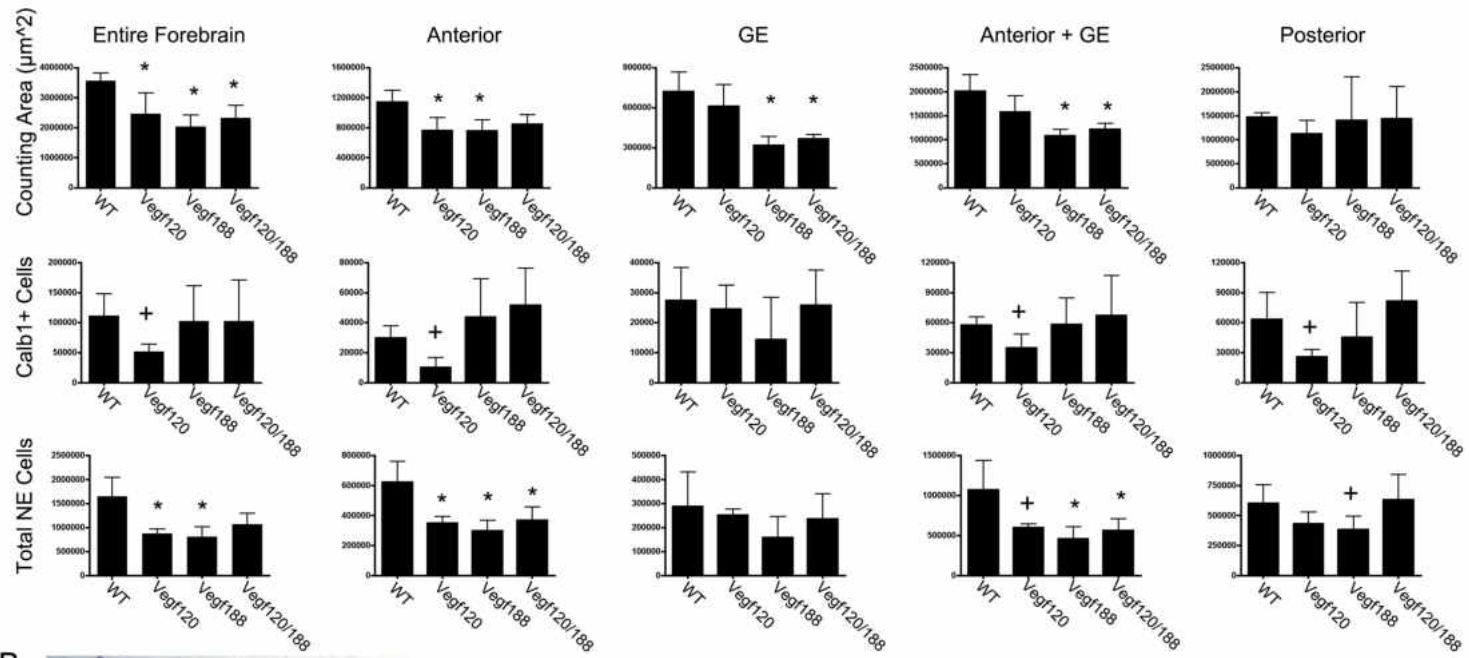 Entire Forebrain Anterior GE Anterior + GE Posterior
Counting Area (µm^2)
4000000 1600000 900000 2500000 2500000
3000000 1200000 600000 2000000 2000000
2000000 800000 300000 1500000 1500000
1000000 400000 0 1000000 1000000
0 0 500000 500000
0 0
* * * * * * * * *
WT Vegf120 Vegf188 Vegf120/188 WT Vegf120 Vegf188 Vegf120/188 WT Vegf120 Vegf188 Vegf120/188 WT Vegf120 Vegf188 Vegf120/188 WT Vegf120 Vegf188 Vegf120/188
Calb1+ Cells
200000 80000 40000 120000 120000
150000 60000 30000 90000 90000
100000 40000 20000 60000 60000
50000 20000 10000 30000 30000
0 0 0 0 0
+ + + +
WT Vegf120 Vegf188 Vegf120/188 WT Vegf120 Vegf188 Vegf120/188 WT Vegf120 Vegf188 Vegf120/188 WT Vegf120 Vegf188 Vegf120/188 WT Vegf120 Vegf188 Vegf120/188
Total NE Cells
2500000 800000 500000 1500000 1000000
2000000 600000 400000 1000000 750000
1500000 400000 300000 500000 500000
1000000 200000 200000 0 250000
500000 0 100000 0
0 0
* * * * * + * * +
WT Vegf120 Vegf188 Vegf120/188 WT Vegf120 Vegf188 Vegf120/188 WT Vegf120 Vegf188 Vegf120/188 WT Vegf120 Vegf188 Vegf120/188 WT Vegf120 Vegf188 Vegf120/188